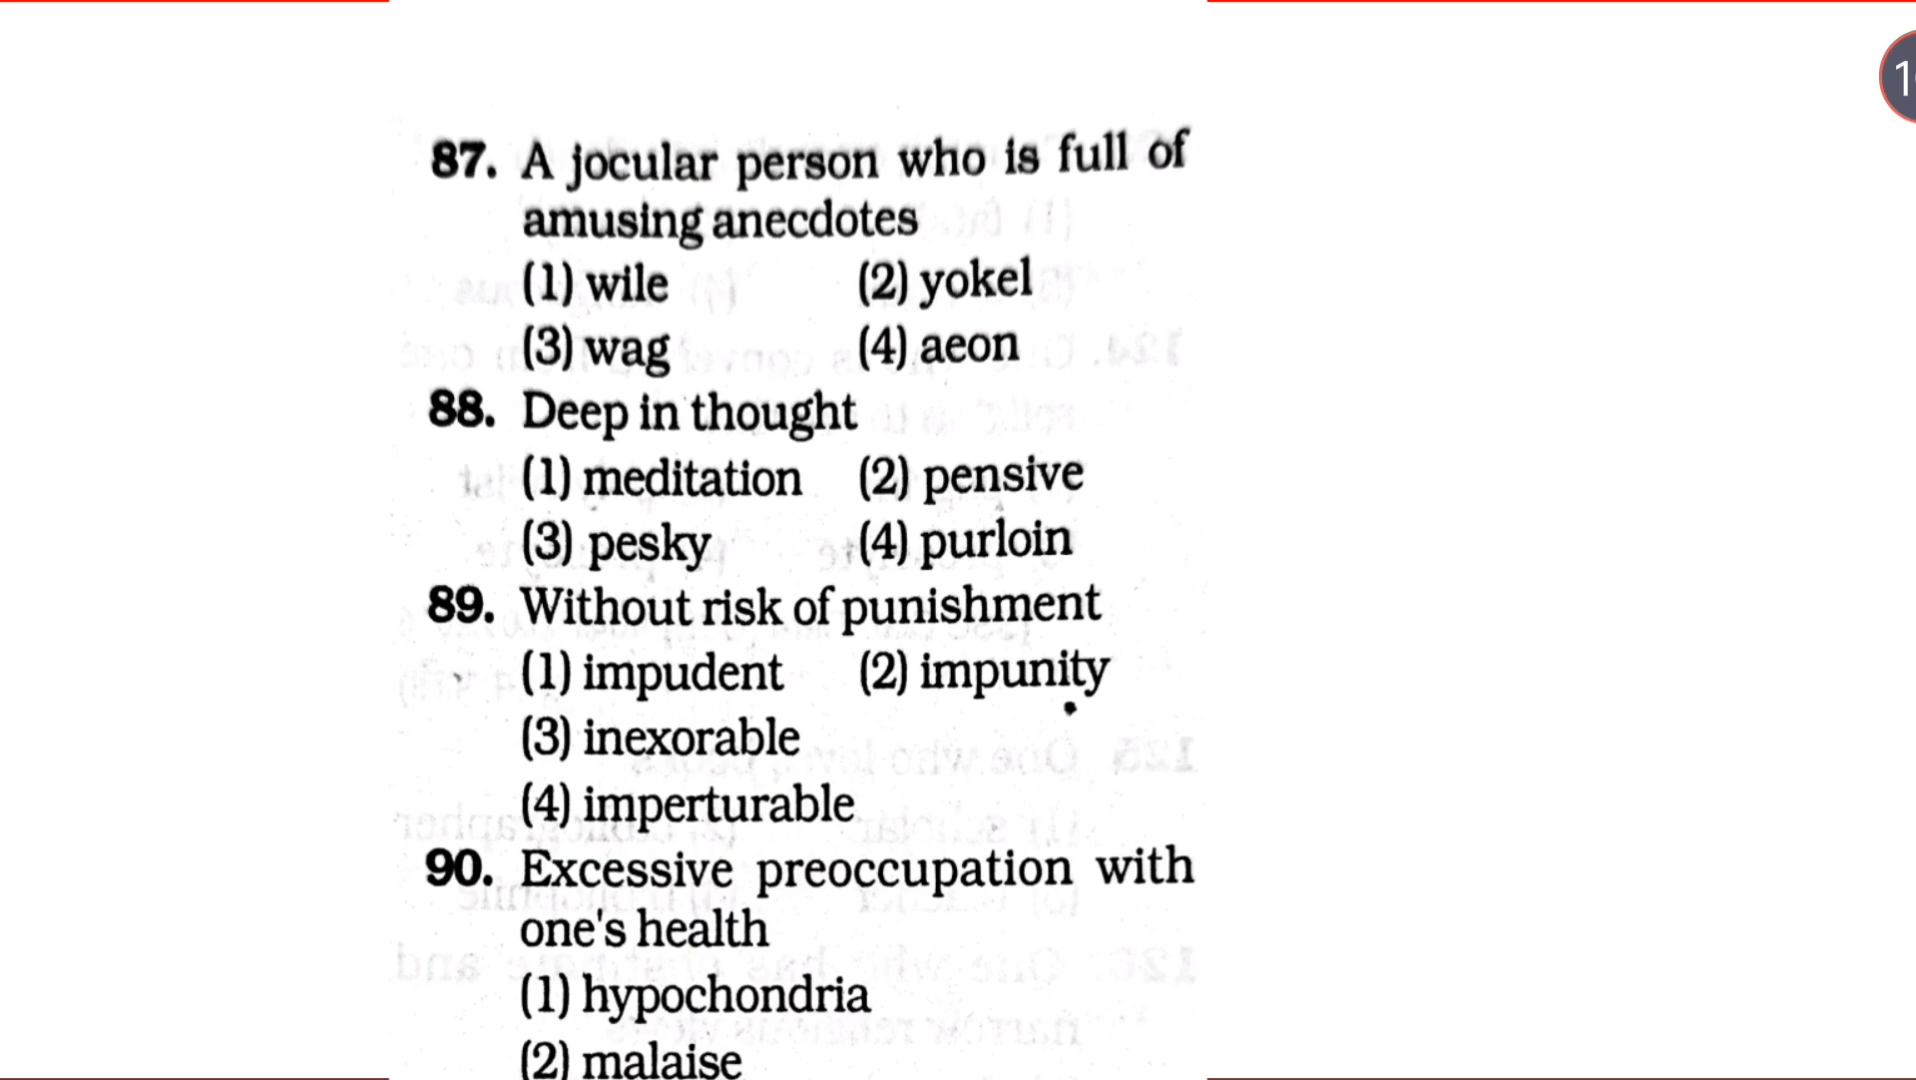 87. A jocular person who is full of
amusing anecdotes
(1) wile (2) yokel
(3) wag (4) aeon
88. Deep in thought
(1) meditation (2) pensive
(3) pesky (4) purloin
89. Without risk of punishment
(1) impudent (2) impunity
(3) inexorable
(4) imperturable
90. Excessive preoccupation with
one's health
(1) hypochondria
(2) malaise